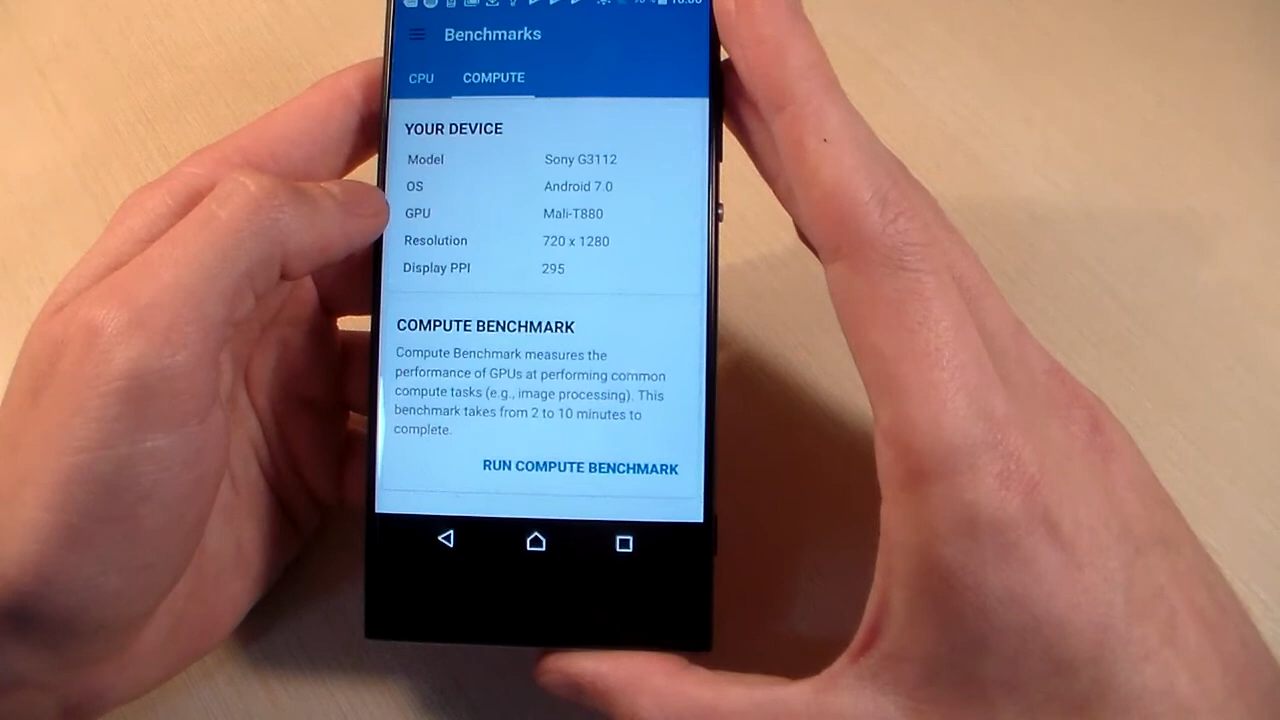 Benchmarks
CPU COMPUTE
YOUR DEVICE
Model Sony G3112
OS Android 7.0
GPU Mali-T880
Resolution 720 x 1280
Display PPI 295
COMPUTE BENCHMARK
Compute Benchmark measures the
performance of GPUs at performing common
compute tasks (e.g., image processing). This
benchmark takes from 2 to 10 minutes to
complete.
RUN COMPUTE BENCHMARK